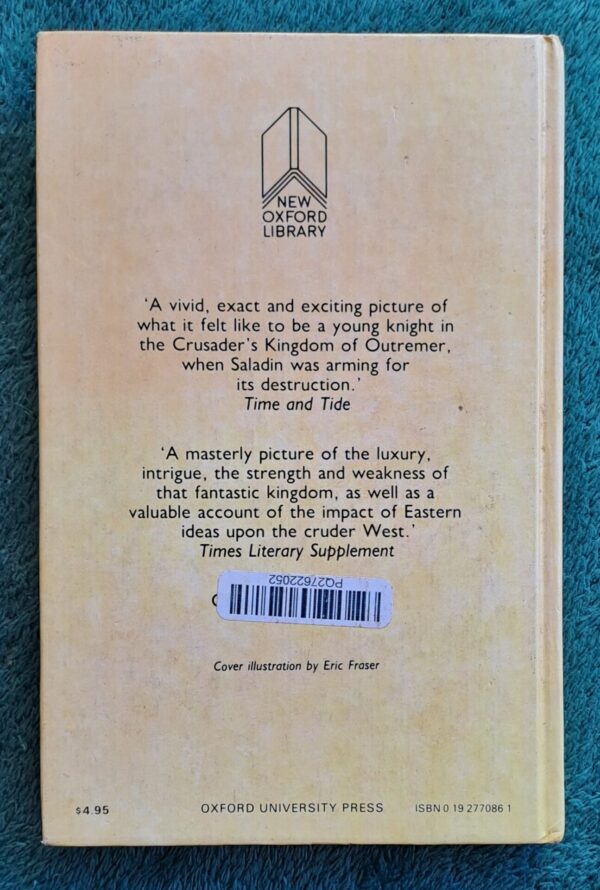 NEW
OXFORD
LIBRARY
‘A vivid, exact and exciting picture of
what it felt like to be a young knight in
the Crusader's Kingdom of Outremer,
when Saladin was arming for
its destruction.’
Time and Tide
‘A masterly picture of the luxury,
intrigue, the strength and weakness of
that fantastic kingdom, as well as a
valuable account of the impact of Eastern
ideas upon the cruder West.’
Times Literary Supplement
PQ27622052
Cover illustration by Eric Fraser
$4.95 OXFORD UNIVERSITY PRESS ISBN 0 19 277086 1